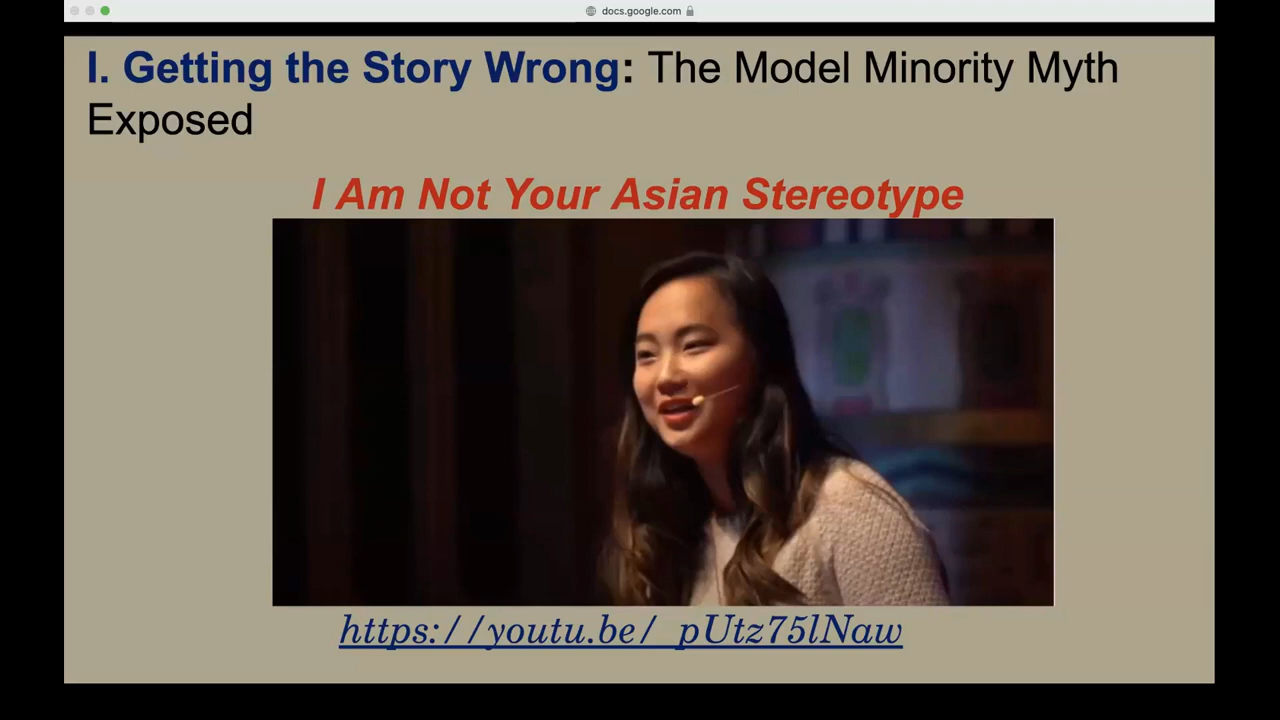 docs.google.com
I. Getting the Story Wrong: The Model Minority Myth
Exposed
I Am Not Your Asian Stereotype
https://youtu.be/_pUtz75lNaw